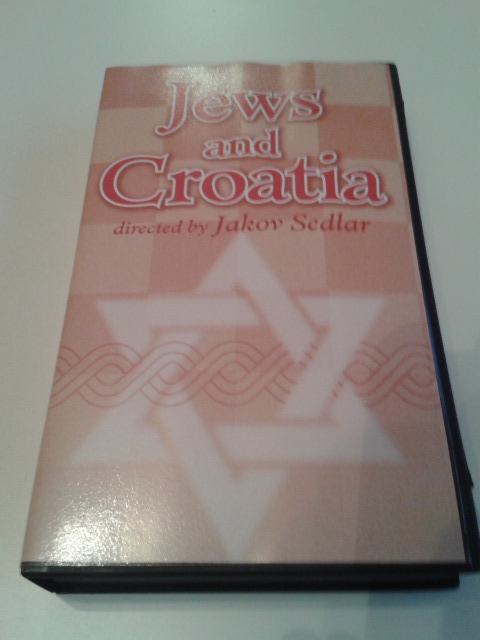 Jews
and
Croatia
directed by Jakov Sedlar